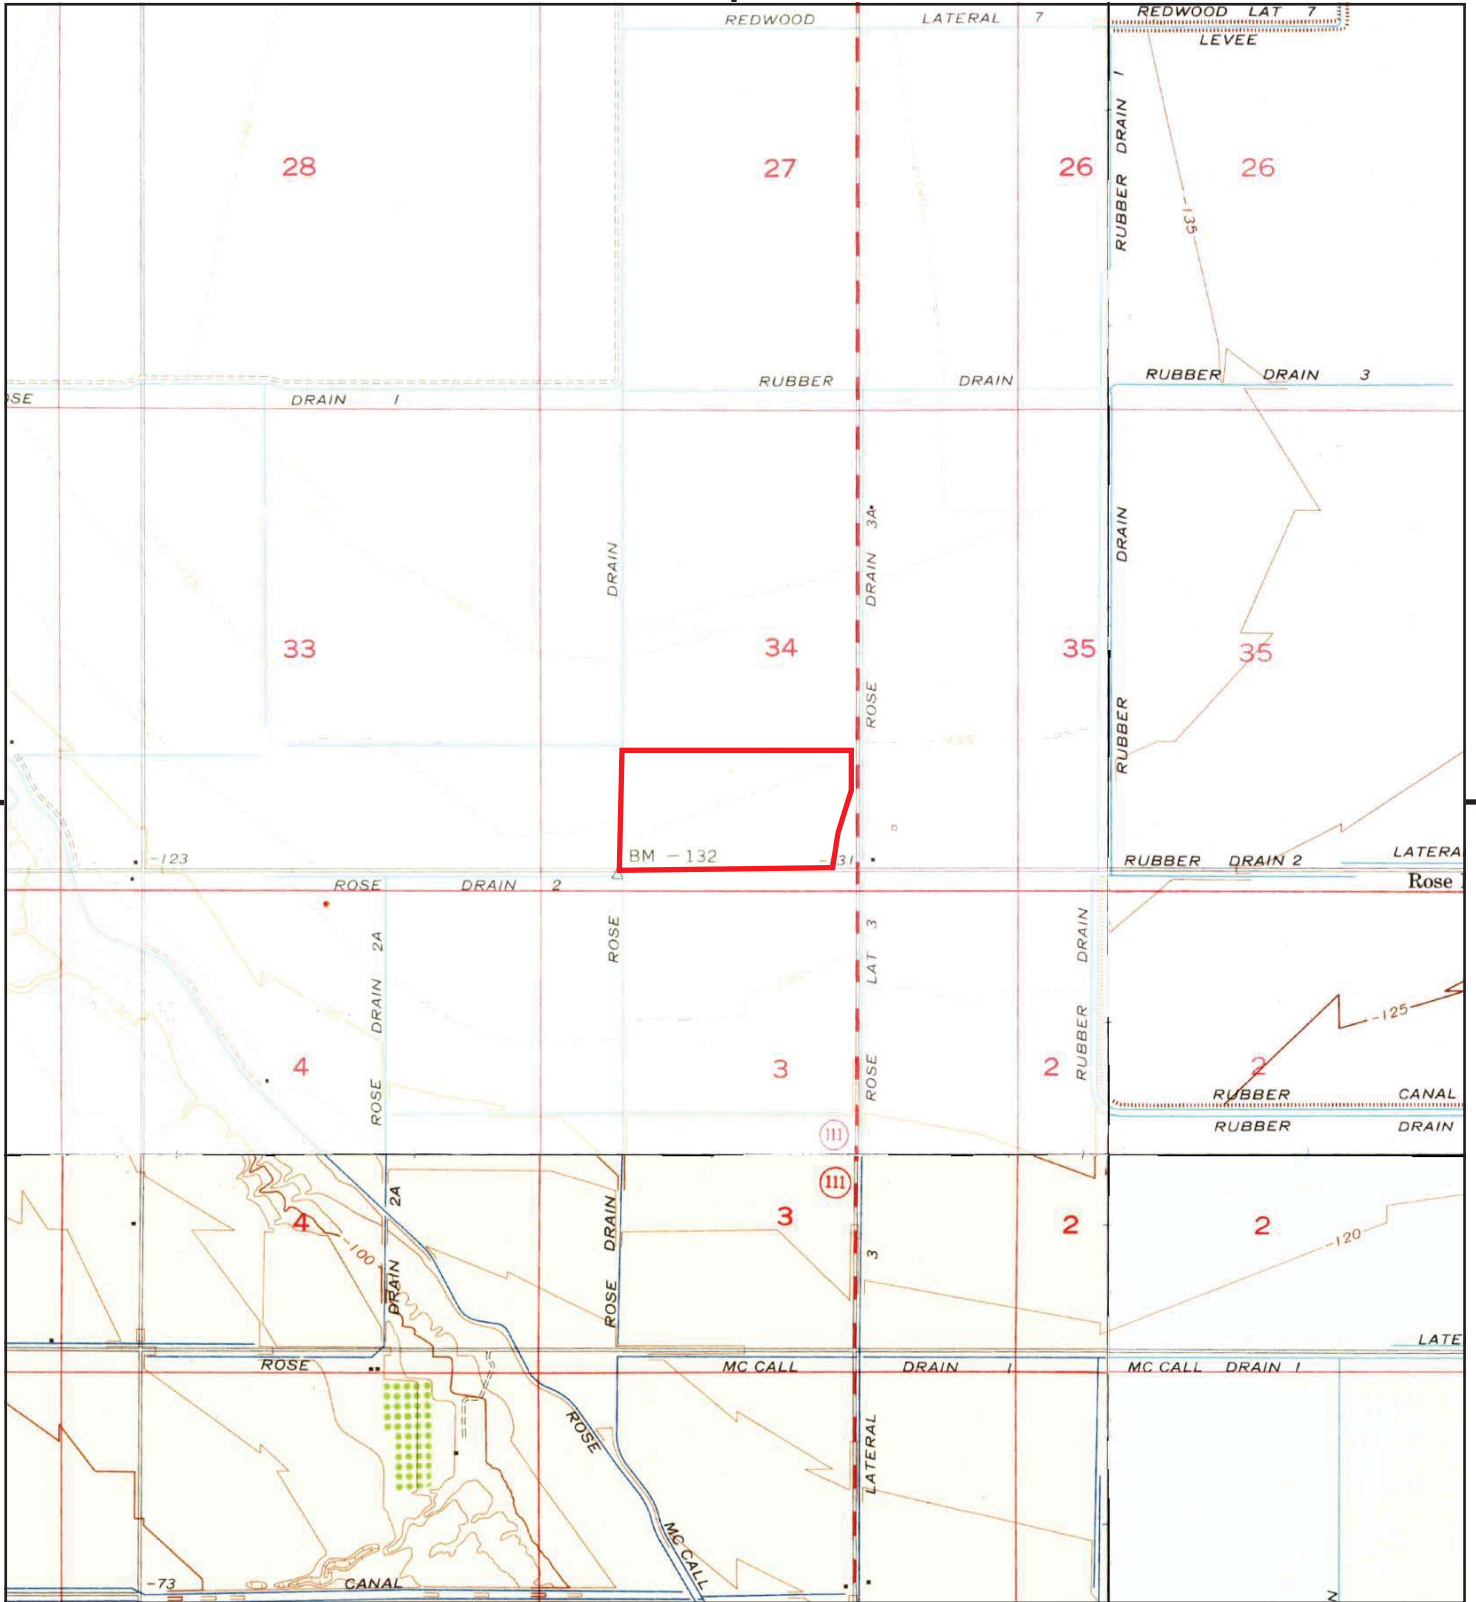 REDWOOD LATERAL 7
REDWOOD LAT 7
LEVEE
RUBBER DRAIN 1
28
27
26
26
-135
RUBBER DRAIN
RUBBER DRAIN 3
DRAIN 1
DRAIN
ROSE DRAIN 3A
RUBBER DRAIN
33
34
35
35
-135
BM -132
-123
RUBBER DRAIN 2
LATERA
ROSE DRAIN 2
Rose
ROSE DRAIN 2A
ROSE
ROSE LAT 3
RUBBER DRAIN
-125
4
3
2
2
RUBBER CANAL
RUBBER DRAIN
111
111
4
3
2
2
2A
DRAIN
-100
ROSE DRAIN
3
-120
LATE
ROSE
MC CALL DRAIN 1
MC CALL DRAIN 1
ROSE
LATERAL
MC CALL
-73
CANAL
N